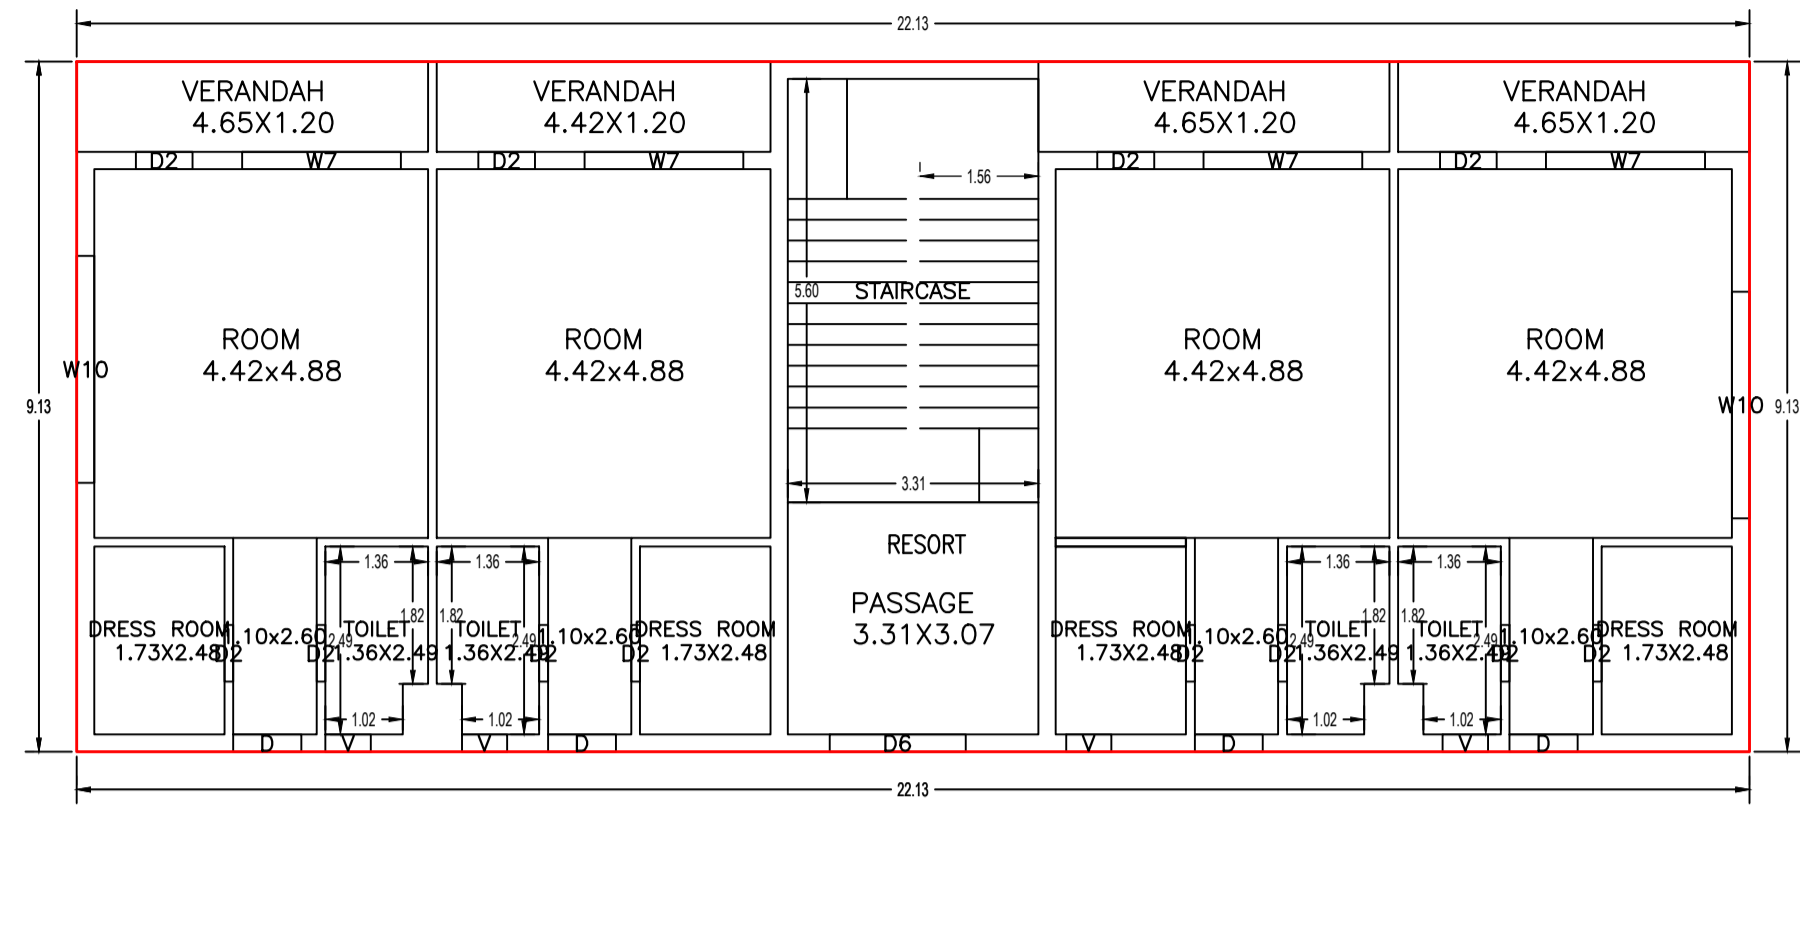 22.13
VERANDAH
4.65X1.20
VERANDAH
4.42X1.20
VERANDAH
4.65X1.20
VERANDAH
4.65X1.20
D2
W7
D2
W7
D2
W7
D2
W7
1.56
5.60
STAIRCASE
ROOM
4.42x4.88
ROOM
4.42x4.88
ROOM
4.42x4.88
ROOM
4.42x4.88
W10
W10
9.13
9.13
3.31
RESORT
PASSAGE
3.31X3.07
1.36
1.36
1.36
1.36
1.82
1.82
1.82
1.82
DRESS ROOM
1.73X2.48
D2
1.10x2.60
D2
2.49
TOILET
1.36X2.49
TOILET
1.36X2.49
2.49
D2
1.10x2.60
D2
DRESS ROOM
1.73X2.48
DRESS ROOM
1.73X2.48
D2
1.10x2.60
D2
2.49
TOILET
1.36X2.49
TOILET
1.36X2.49
2.49
D2
1.10x2.60
D2
DRESS ROOM
1.73X2.48
1.02
1.02
1.02
1.02
D
V
V
D
D6
V
D
V
D
22.13